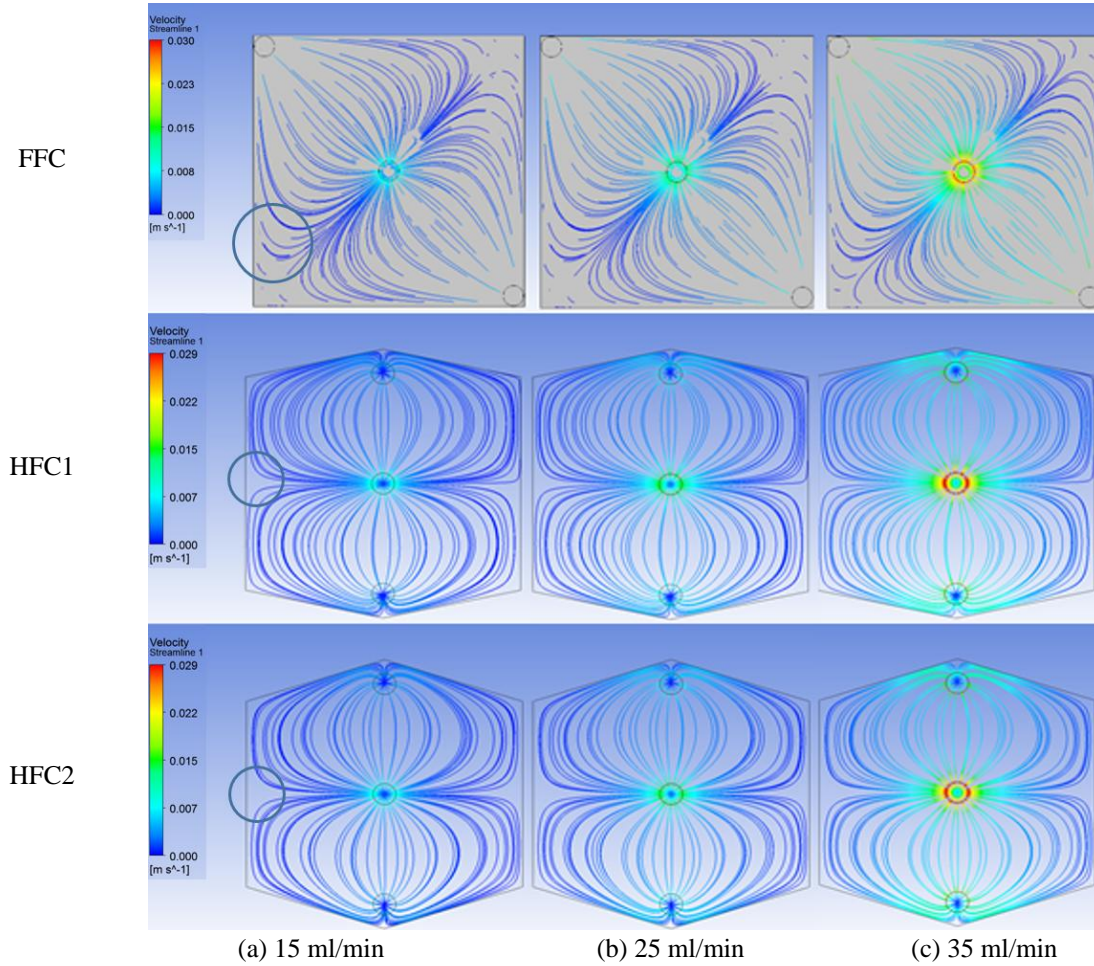 Velocity
Streamline 1
0.030
0.023
0.015
0.008
0.000
[m s^-1]
FFC
Velocity
Streamline 1
0.029
0.022
0.015
0.007
0.000
[m s^-1]
HFC1
Velocity
Streamline 1
0.029
0.022
0.015
0.007
0.000
[m s^-1]
HFC2
(a) 15 ml/min
(b) 25 ml/min
(c) 35 ml/min